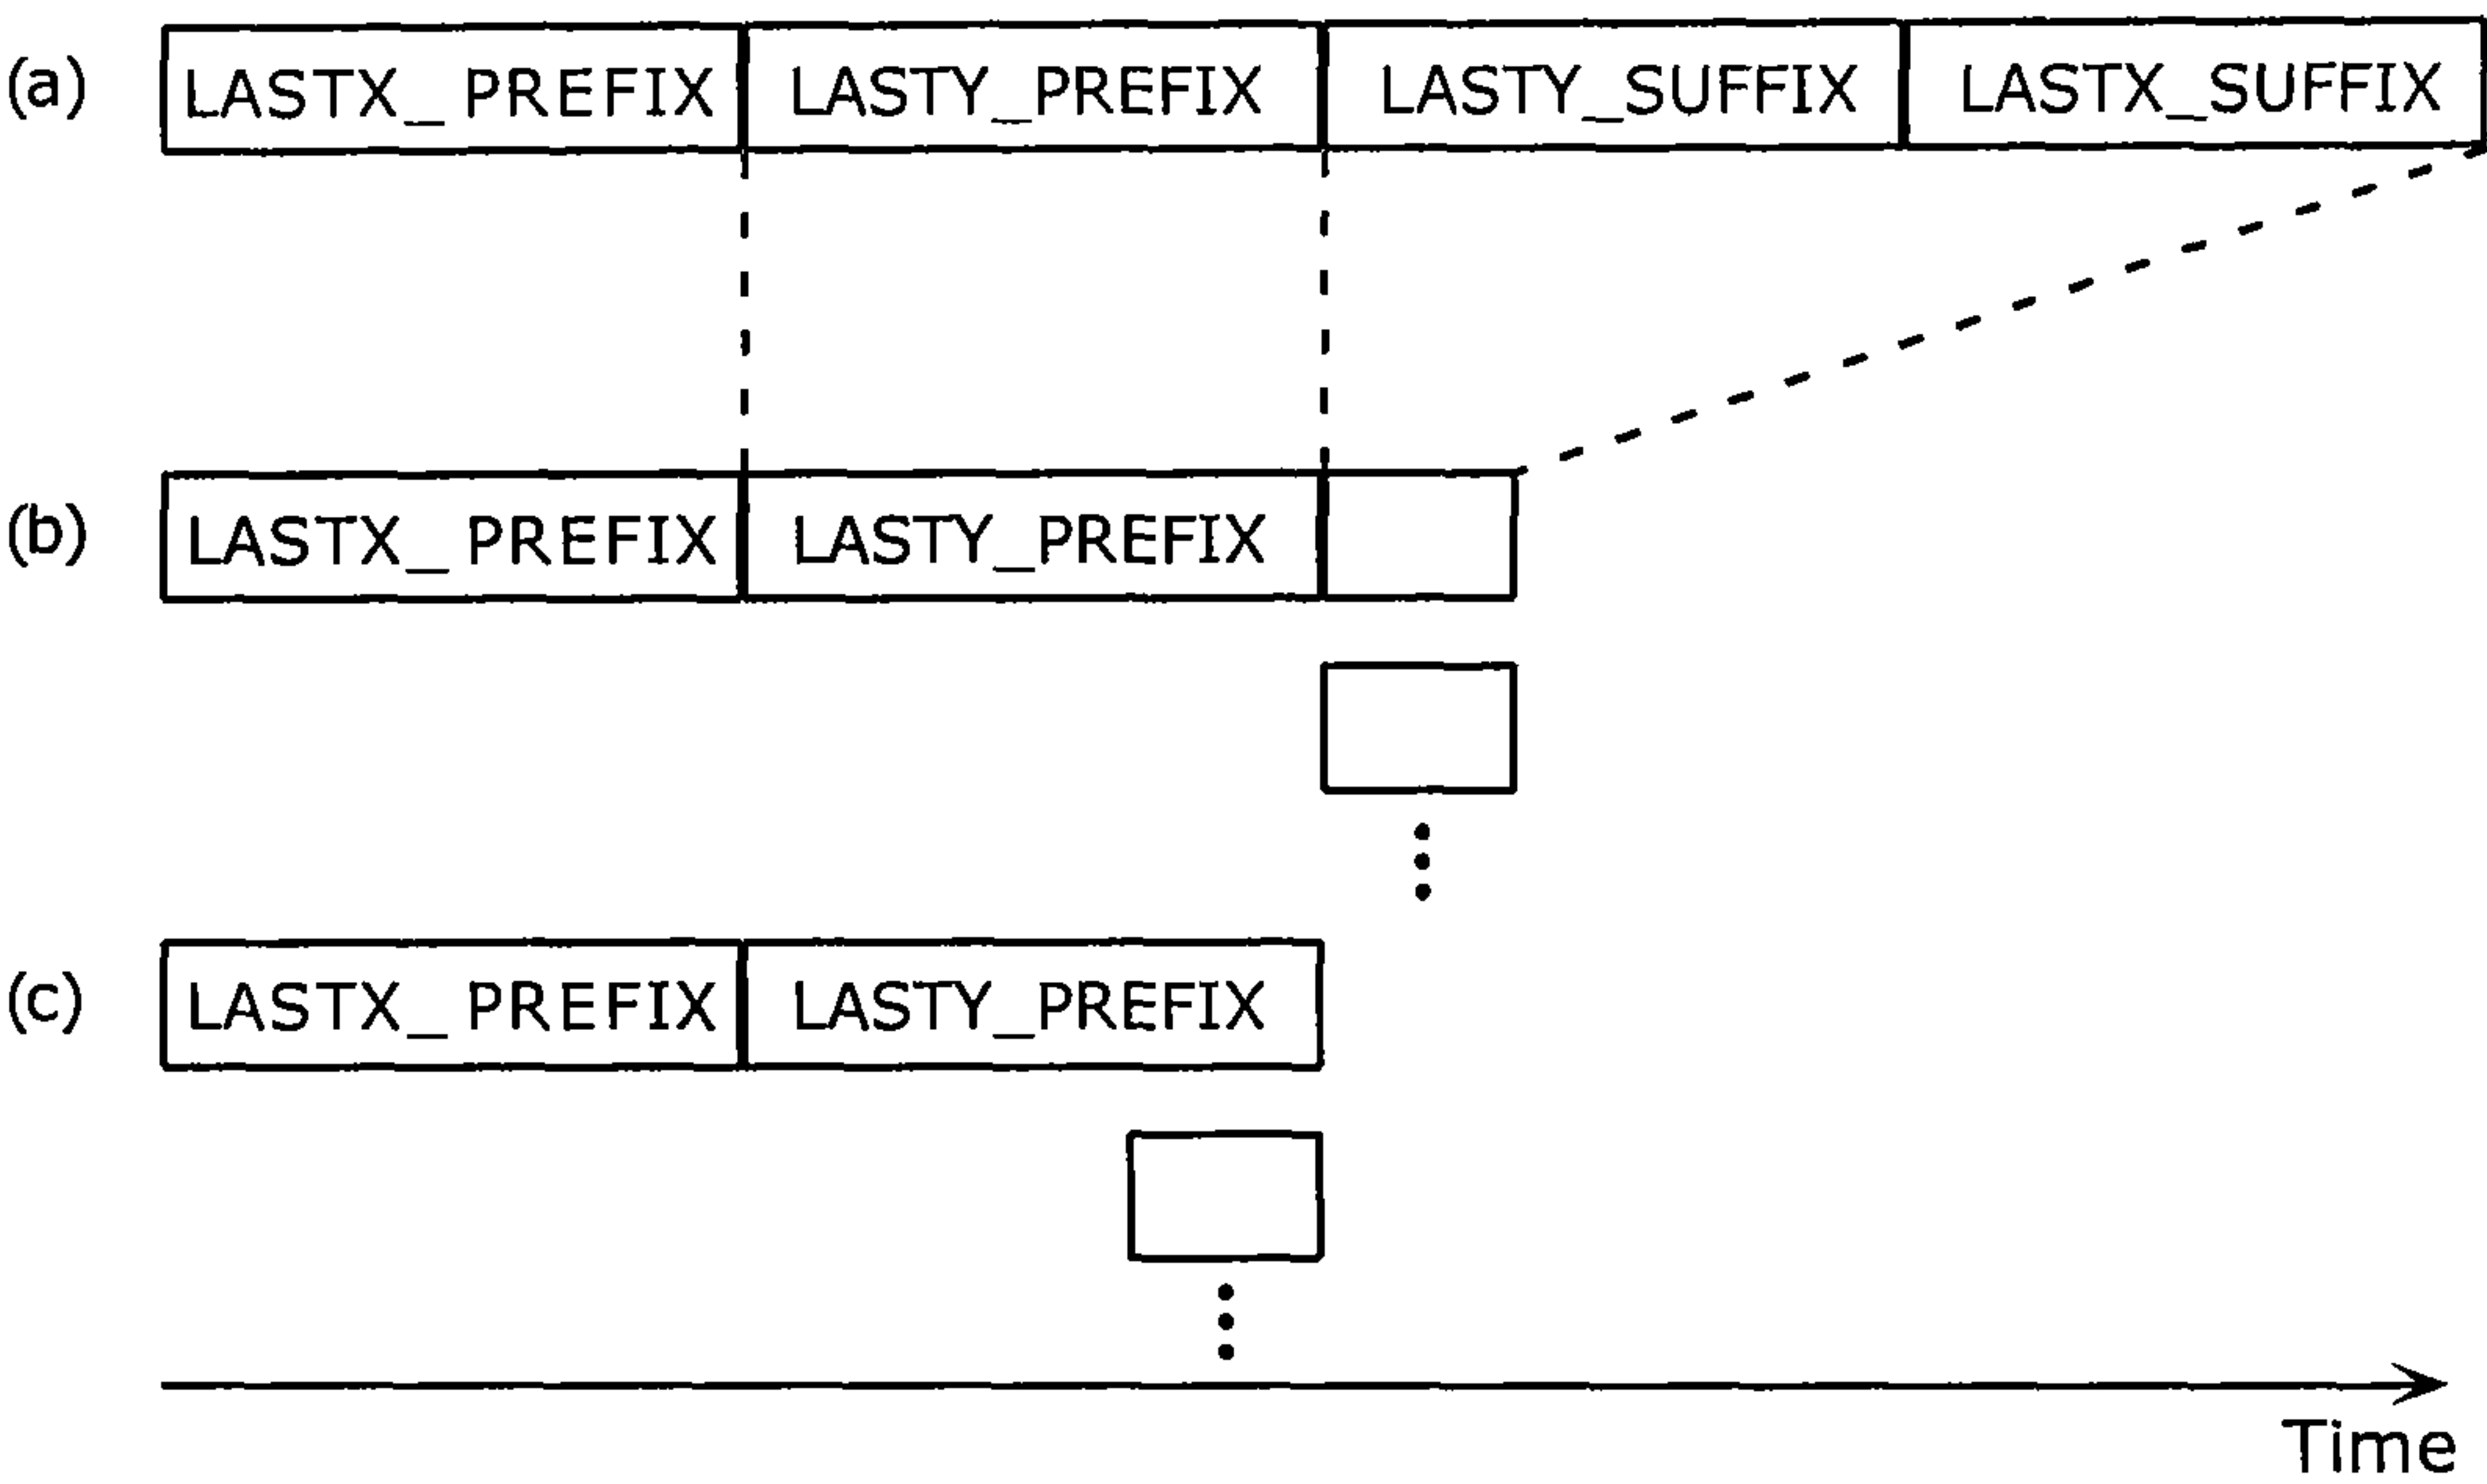 (a) LASTX_ PREFIX LASTY_PREFIX LASTY_SUFFIX LASTX_SUFFIX
(b) LASTX_ PREFIX LASTY_PREFIX
(c) LASTX_ PREFIX LASTY_PREFIX
Time